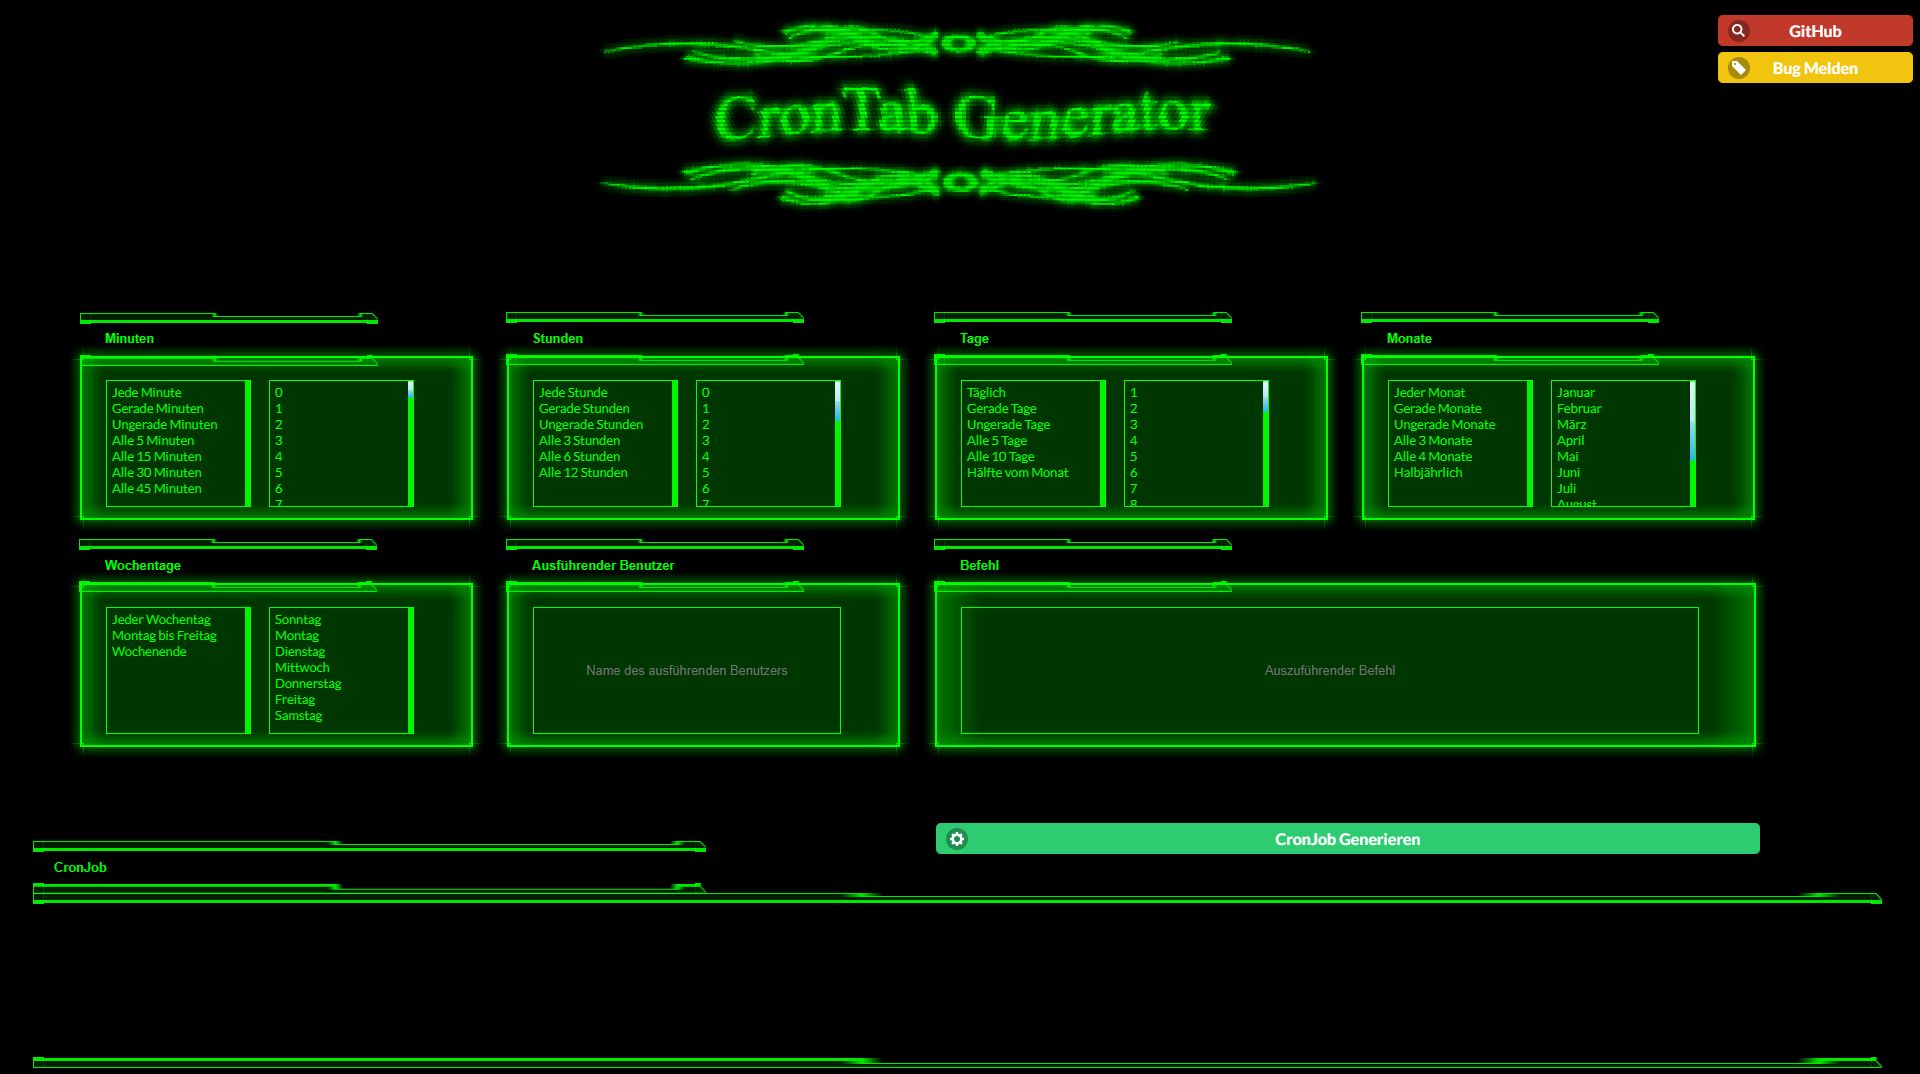 GitHub
Bug Melden
CronTab Generator
Minuten
Jede Minute
Gerade Minuten
Ungerade Minuten
Alle 5 Minuten
Alle 15 Minuten
Alle 30 Minuten
Alle 45 Minuten
0
1
2
3
4
5
6
7
Stunden
Jede Stunde
Gerade Stunden
Ungerade Stunden
Alle 3 Stunden
Alle 6 Stunden
Alle 12 Stunden
0
1
2
3
4
5
6
7
Tage
Täglich
Gerade Tage
Ungerade Tage
Alle 5 Tage
Alle 10 Tage
Hälfte vom Monat
1
2
3
4
5
6
7
8
Monate
Jeder Monat
Gerade Monate
Ungerade Monate
Alle 3 Monate
Alle 4 Monate
Halbjährlich
Januar
Februar
März
April
Mai
Juni
Juli
August
Wochentage
Jeder Wochentag
Montag bis Freitag
Wochenende
Sonntag
Montag
Dienstag
Mittwoch
Donnerstag
Freitag
Samstag
Ausführender Benutzer
Name des ausführenden Benutzers
Befehl
Auszuführender Befehl
CronJob Generieren
CronJob